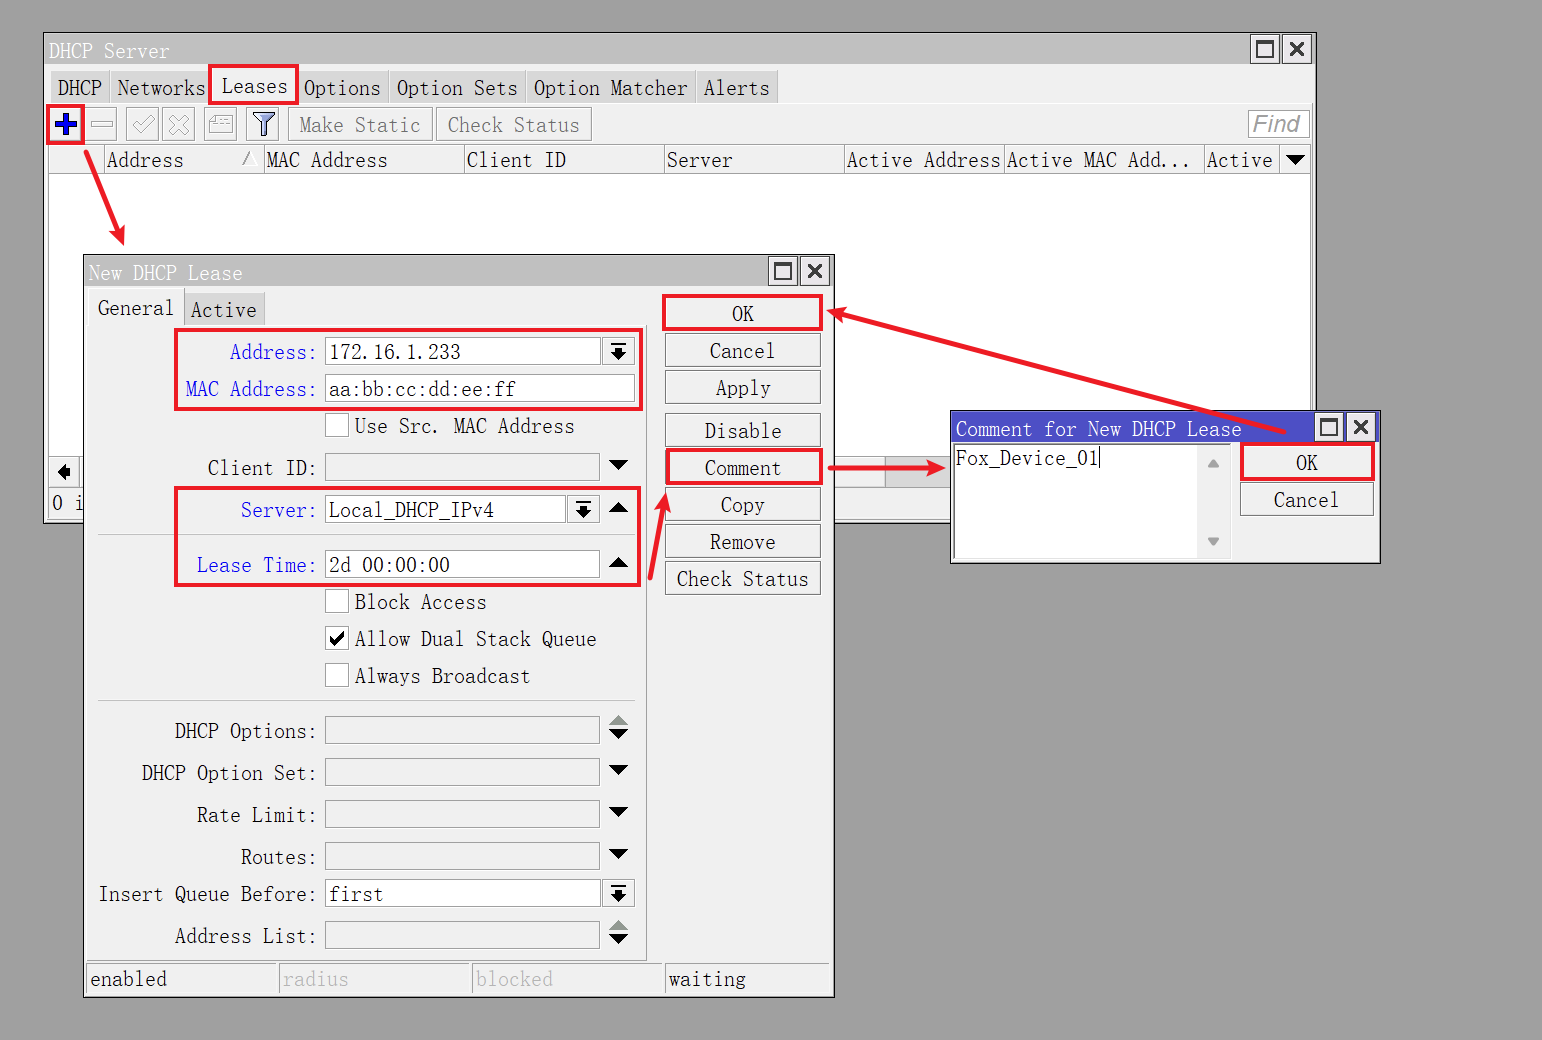 DHCP Server
DHCP Networks Leases Options Option Sets Option Matcher Alerts
Make Static Check Status Find
Address MAC Address Client ID Server Active Address Active MAC Add... Active
New DHCP Lease
General Active
OK
Address: 172.16.1.233
Cancel
MAC Address: aa:bb:cc:dd:ee:ff
Apply
Use Src. MAC Address
Disable
Comment for New DHCP Lease
Client ID:
Comment
Fox_Device_01
OK
Cancel
0 i
Server: Local_DHCP_IPv4
Copy
Remove
Lease Time: 2d 00:00:00
Check Status
Block Access
Allow Dual Stack Queue
Always Broadcast
DHCP Options:
DHCP Option Set:
Rate Limit:
Routes:
Insert Queue Before: first
Address List:
enabled radius blocked waiting